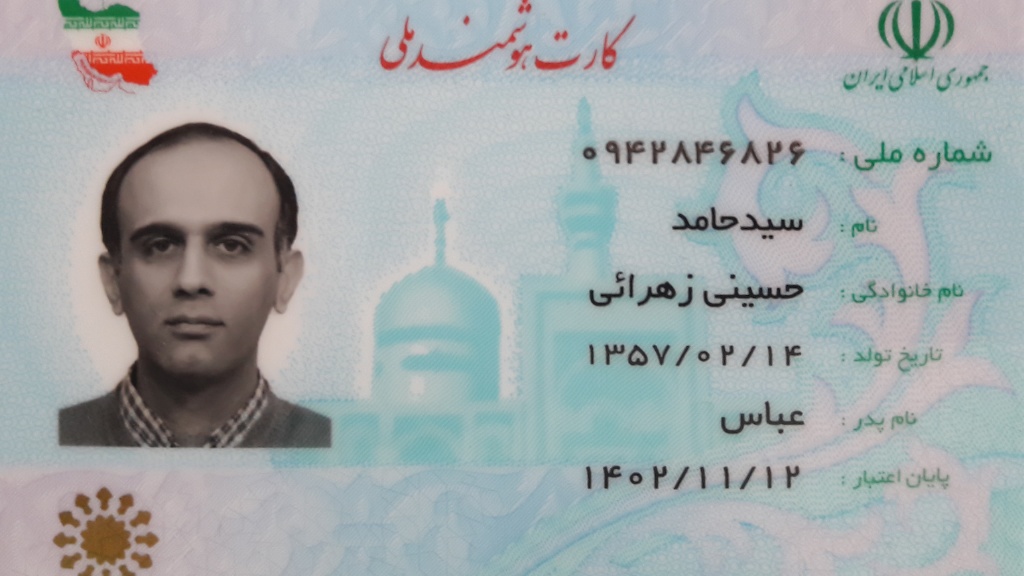 کارت هوشمند ملی
جمهوری اسلامی ایران
شماره ملی : ۰۹۴۲۸۴۶۸۲۶
نام : سیدحامد
نام خانوادگی : حسینی زهرائی
تاریخ تولد : ۱۳۵۷/۰۲/۱۴
نام پدر : عباس
پایان اعتبار : ۱۴۰۲/۱۱/۱۲